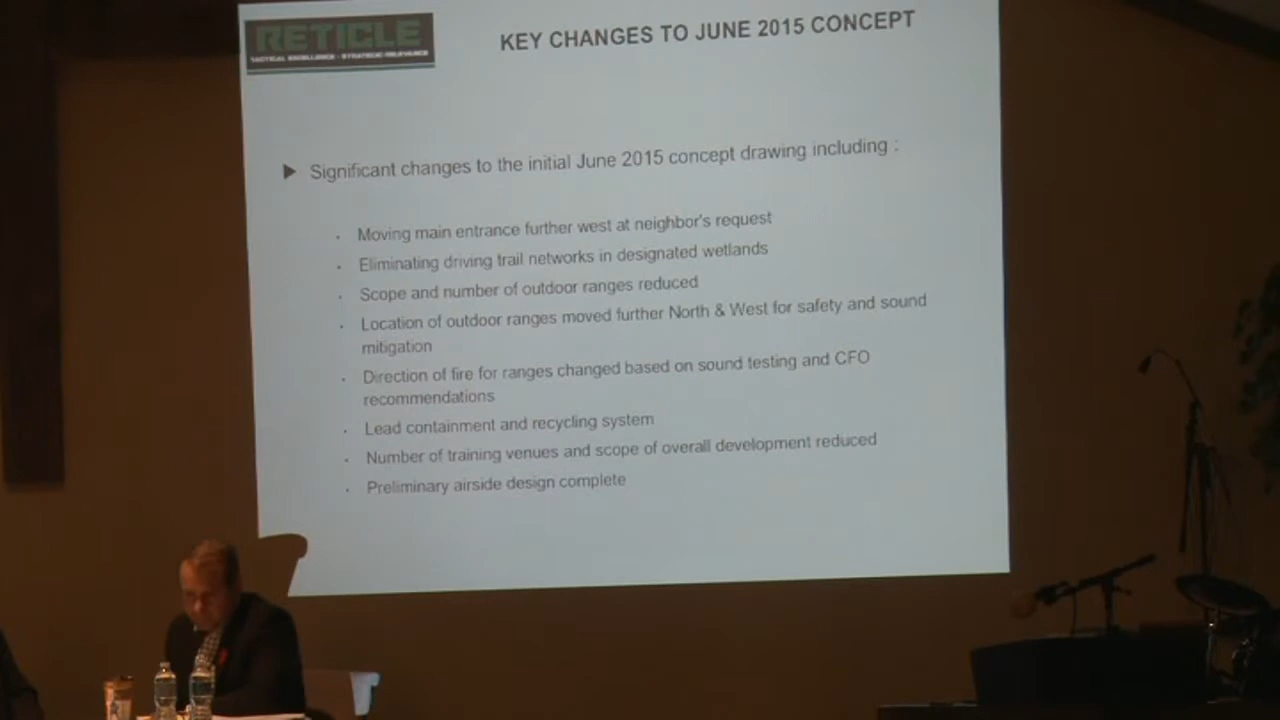 RETICLE
TACTICAL EXCELLENCE - STRATEGIC RELEVANCE
KEY CHANGES TO JUNE 2015 CONCEPT
Significant changes to the initial June 2015 concept drawing including :
Moving main entrance further west at neighbor's request
Eliminating driving trail networks in designated wetlands
Scope and number of outdoor ranges reduced
Location of outdoor ranges moved further North & West for safety and sound
mitigation
Direction of fire for ranges changed based on sound testing and CFO
recommendations
Lead containment and recycling system
Number of training venues and scope of overall development reduced
Preliminary airside design complete